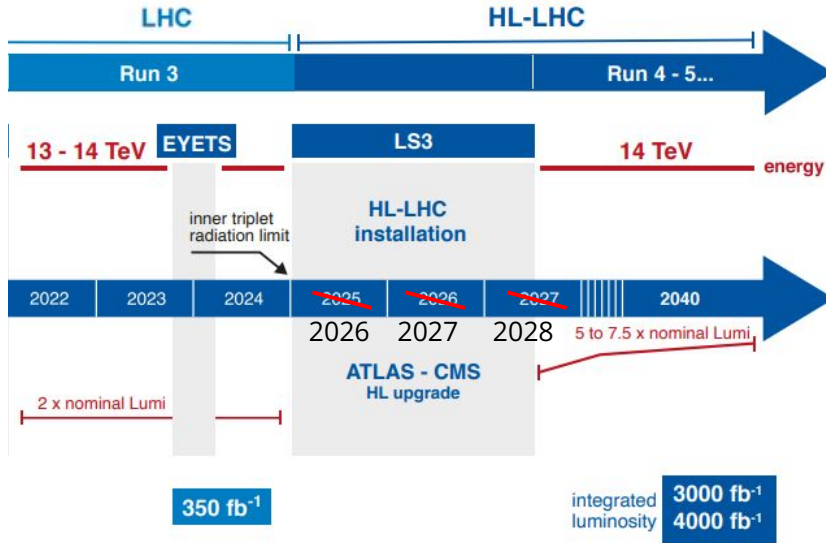 LHC
HL-LHC
Run 3
Run 4 - 5...
13 - 14 TeV
EYETS
LS3
14 TeV
energy
inner triplet
radiation limit
HL-LHC
installation
2022
2023
2024
2025
2026
2027
2040
2026
2027
2028
5 to 7.5 x nominal Lumi
ATLAS - CMS
HL upgrade
2 x nominal Lumi
350 fb⁻¹
integrated
luminosity
3000 fb⁻¹
4000 fb⁻¹